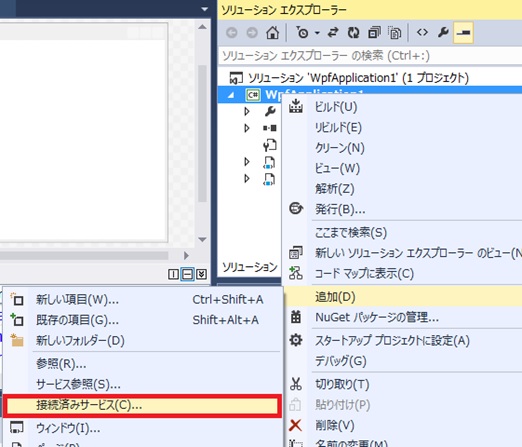 ソリューション エクスプローラー
ソリューション エクスプローラー の検索 (Ctrl+:)
ソリューション 'WpfApplication1' (1 プロジェクト)
C# WpfApplication1
ビルド(U)
リビルド(E)
クリーン(N)
ビュー(W)
解析(Z)
発行(B)...
ここまで検索(S)
新しい ソリューション エクスプローラー のビュー(N)
コード マップに表示(C)
追加(D)
NuGet パッケージの管理...
スタートアップ プロジェクトに設定(A)
デバッグ(G)
切り取り(T)
貼り付け(P)
削除(V)
名前の変更(M)
ソリューション
新しい項目(W)... Ctrl+Shift+A
既存の項目(G)... Shift+Alt+A
新しいフォルダー(D)
参照(R)...
サービス参照(S)...
接続済みサービス(C)...
ウィンドウ(I)...